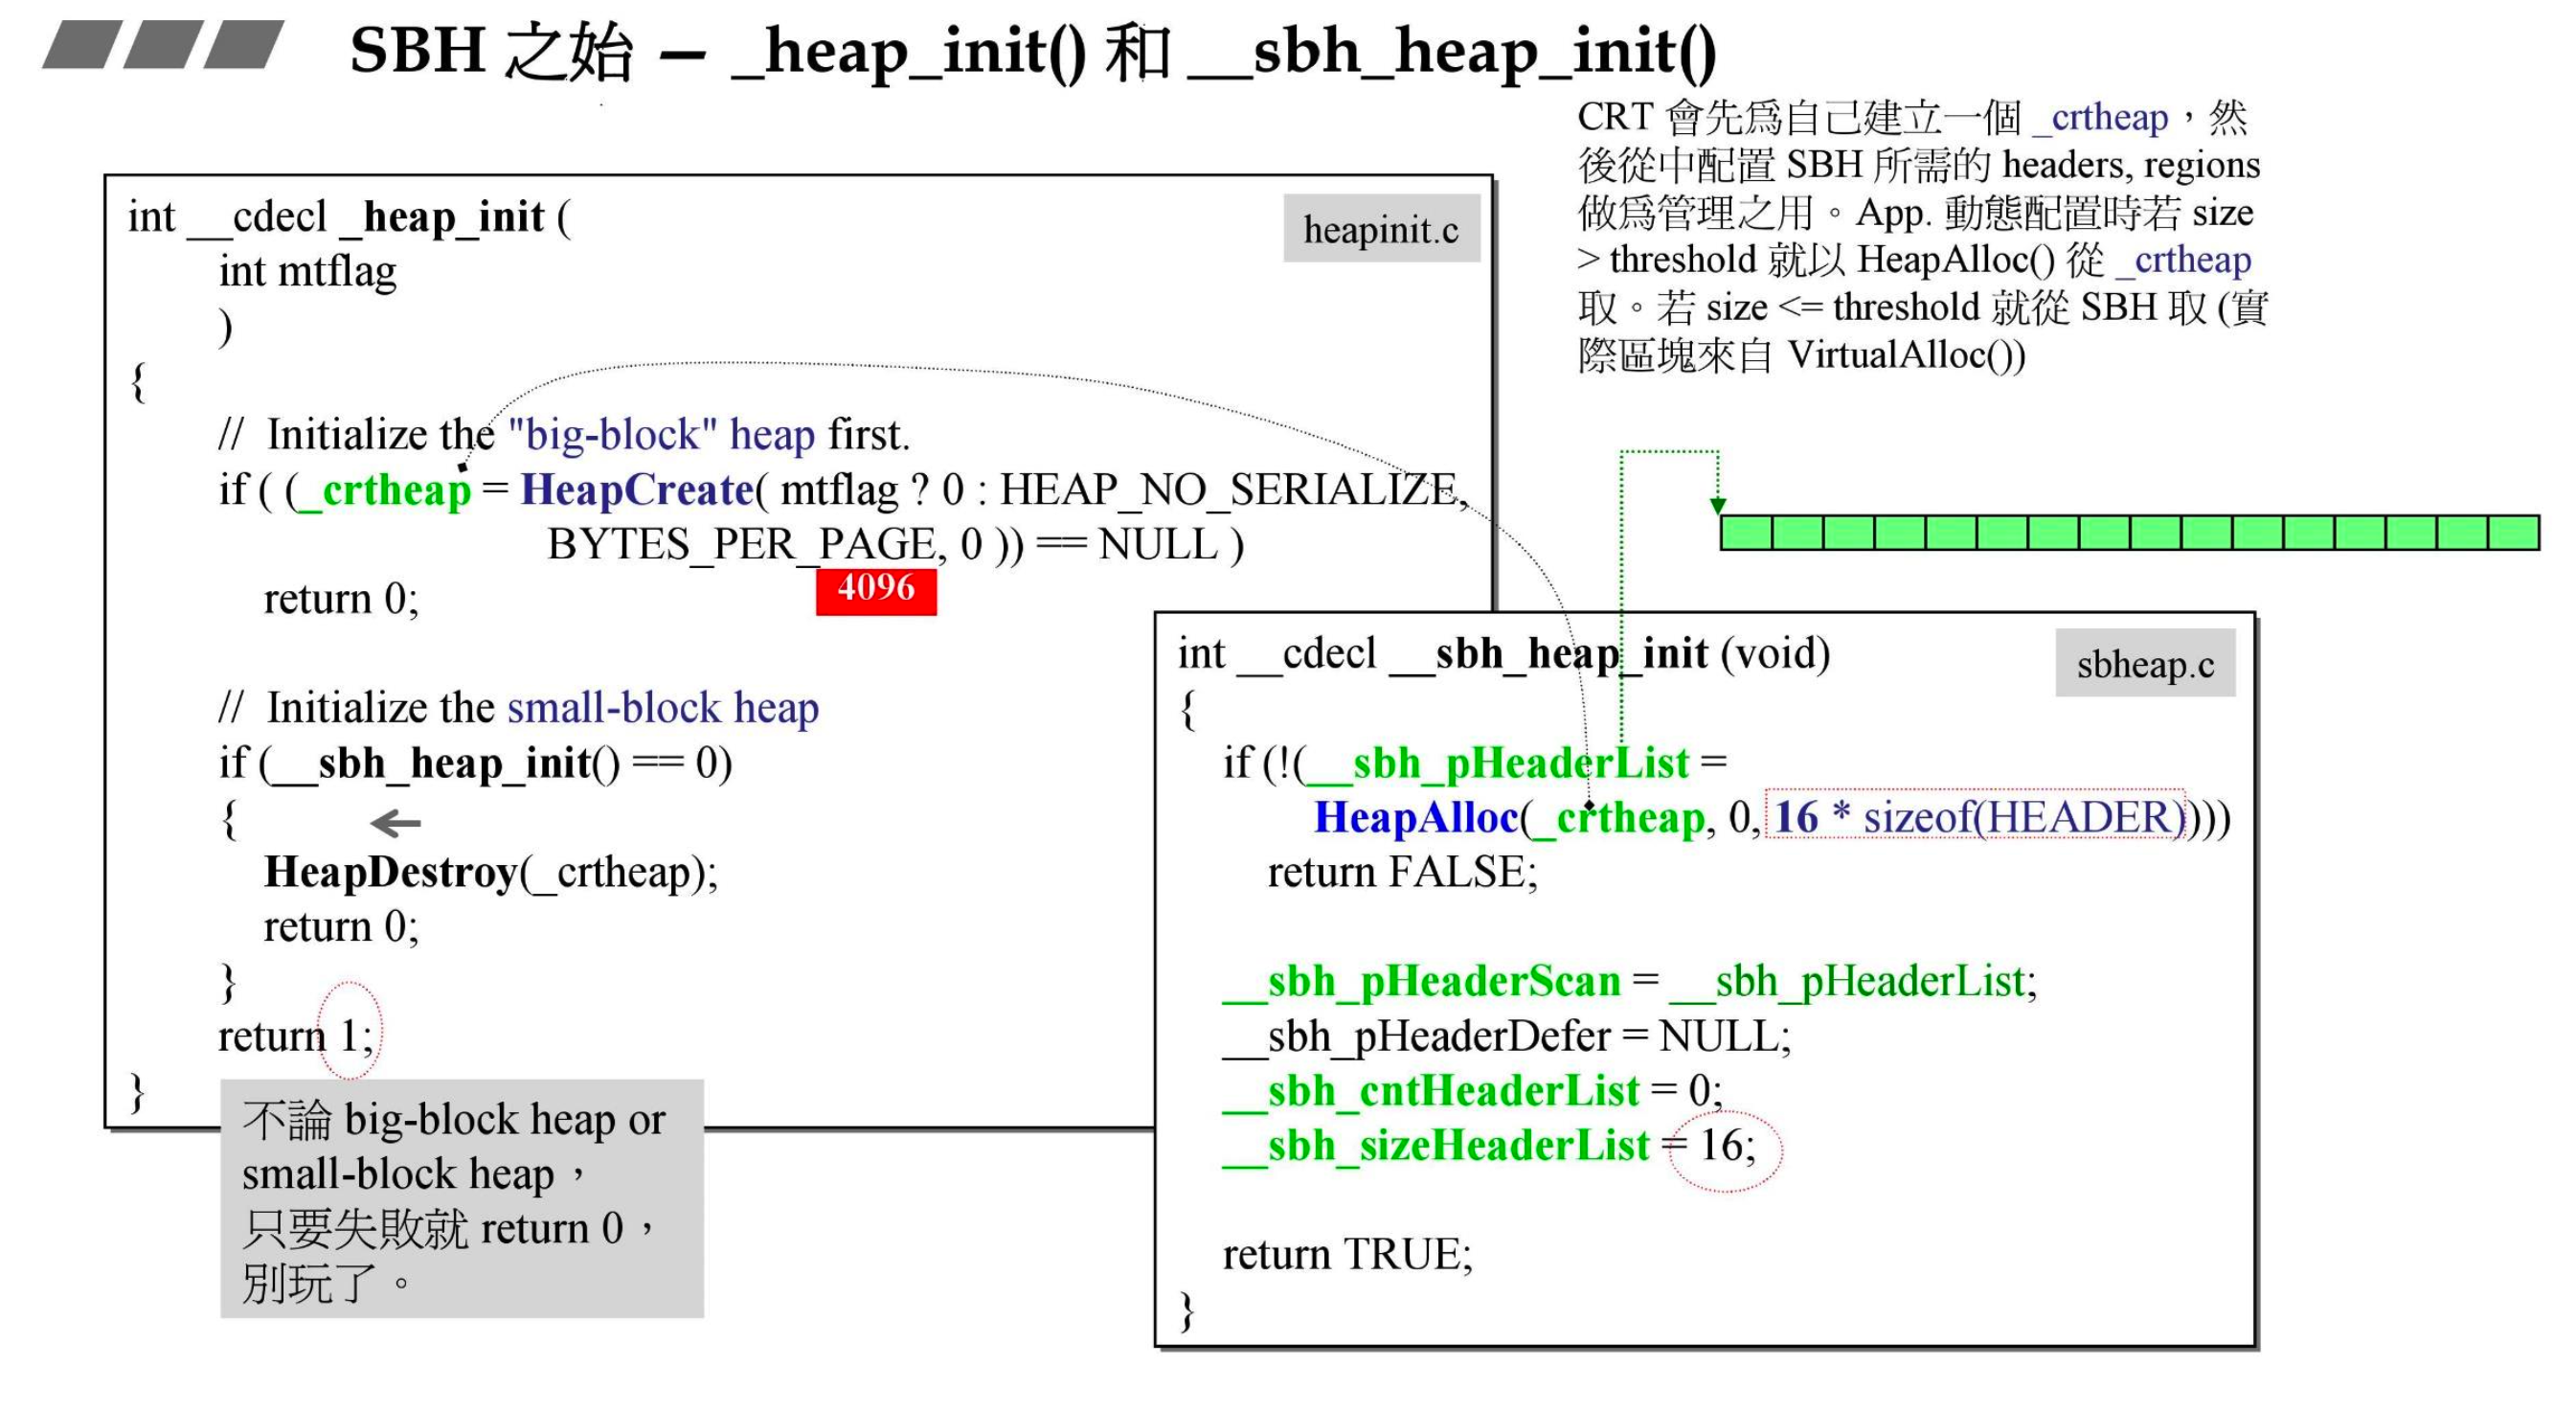 SBH 之始 – _heap_init() 和 __sbh_heap_init()
CRT 會先爲自己建立一個 _crtheap，然
後從中配置 SBH 所需的 headers, regions
做爲管理之用。App. 動態配置時若 size
> threshold 就以 HeapAlloc() 從 _crtheap
取。若 size <= threshold 就從 SBH 取 (實
際區塊來自 VirtualAlloc())
heapinit.c
int __cdecl _heap_init (
int mtflag
)
{
// Initialize the "big-block" heap first.
if ( (_crtheap = HeapCreate( mtflag ? 0 : HEAP_NO_SERIALIZE,
BYTES_PER_PAGE, 0 )) == NULL )
4096
return 0;
// Initialize the small-block heap
if (__sbh_heap_init() == 0)
{
HeapDestroy(_crtheap);
return 0;
}
return 1;
}
不論 big-block heap or
small-block heap，
只要失敗就 return 0，
別玩了。
sbheap.c
int __cdecl __sbh_heap_init (void)
{
if (!(__sbh_pHeaderList =
HeapAlloc(_crtheap, 0, 16 * sizeof(HEADER))))
return FALSE;
__sbh_pHeaderScan = __sbh_pHeaderList;
__sbh_pHeaderDefer = NULL;
__sbh_cntHeaderList = 0;
__sbh_sizeHeaderList = 16;
return TRUE;
}